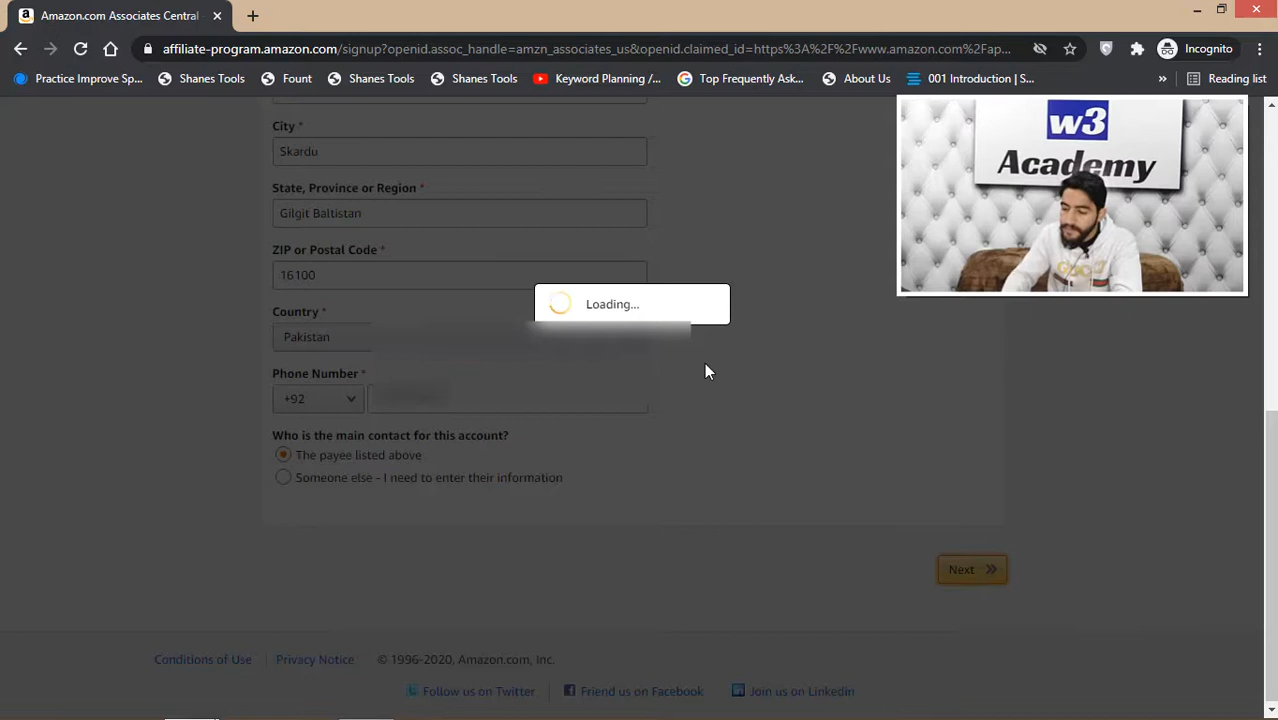 Amazon.com Associates Central
affiliate-program.amazon.com/signup?openid.assoc_handle=amzn_associates_us&openid.claimed_id=https%3A%2F%2Fwww.amazon.com%2Fap...
Incognito
Practice Improve Sp...
Shanes Tools
Fount
Shanes Tools
Shanes Tools
Keyword Planning /...
Top Frequently Ask...
About Us
001 Introduction | S...
»
Reading list
w3
Academy
GUCCI
City *
Skardu
State, Province or Region *
Gilgit Baltistan
ZIP or Postal Code *
16100
Loading...
Country *
Pakistan
Phone Number *
+92
Who is the main contact for this account?
The payee listed above
Someone else - I need to enter their information
Next »
Conditions of Use
Privacy Notice
© 1996-2020, Amazon.com, Inc.
Follow us on Twitter
Friend us on Facebook
Join us on Linkedin